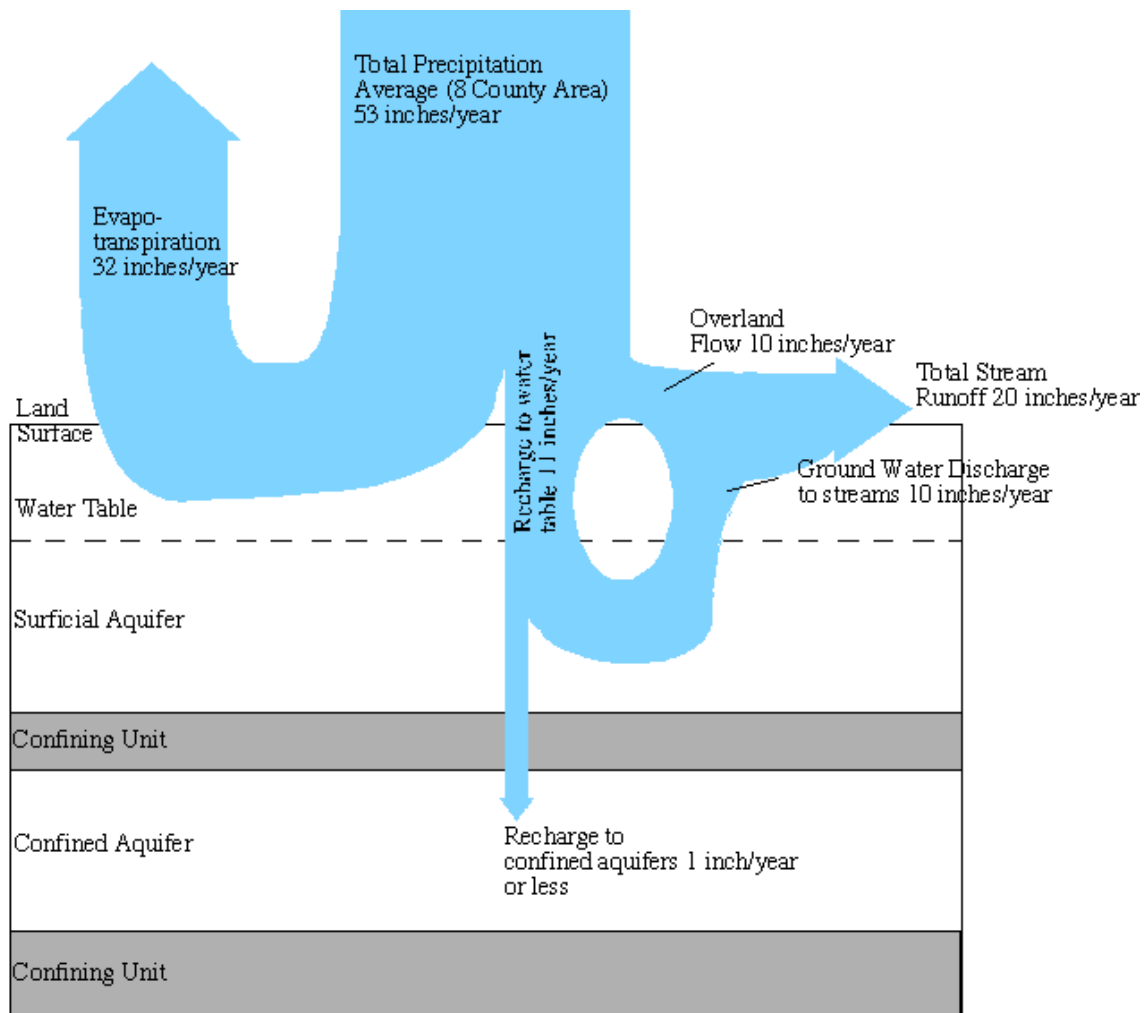 Total Precipitation
Average (8 County Area)
53 inches/year
Evapo-
transpiration
32 inches/year
Overland
Flow 10 inches/year
Total Stream
Runoff 20 inches/year
Recharge to water
table 11 inches/year
Land
Surface
Ground Water Discharge
to streams 10 inches/year
Water Table
Surficial Aquifer
Confining Unit
Confined Aquifer
Recharge to
confined aquifers 1 inch/year
or less
Confining Unit